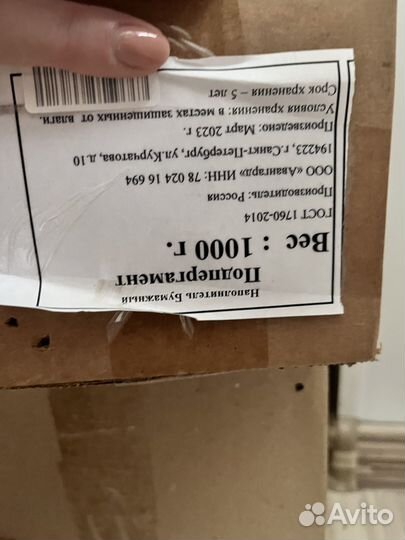 Наполнитель Бумажный
Подпергамент
Вес : 1000 г.
ГОСТ 1760-2014
Производитель: Россия
ООО «Авангард» ИНН: 78 024 16 694
194223, г.Санкт-Петербург, ул.Курчатова, д.10
Произведено: Март 2023 г.
Условия хранения: в местах защищенных от влаги.
Срок хранения – 5 лет
Avito